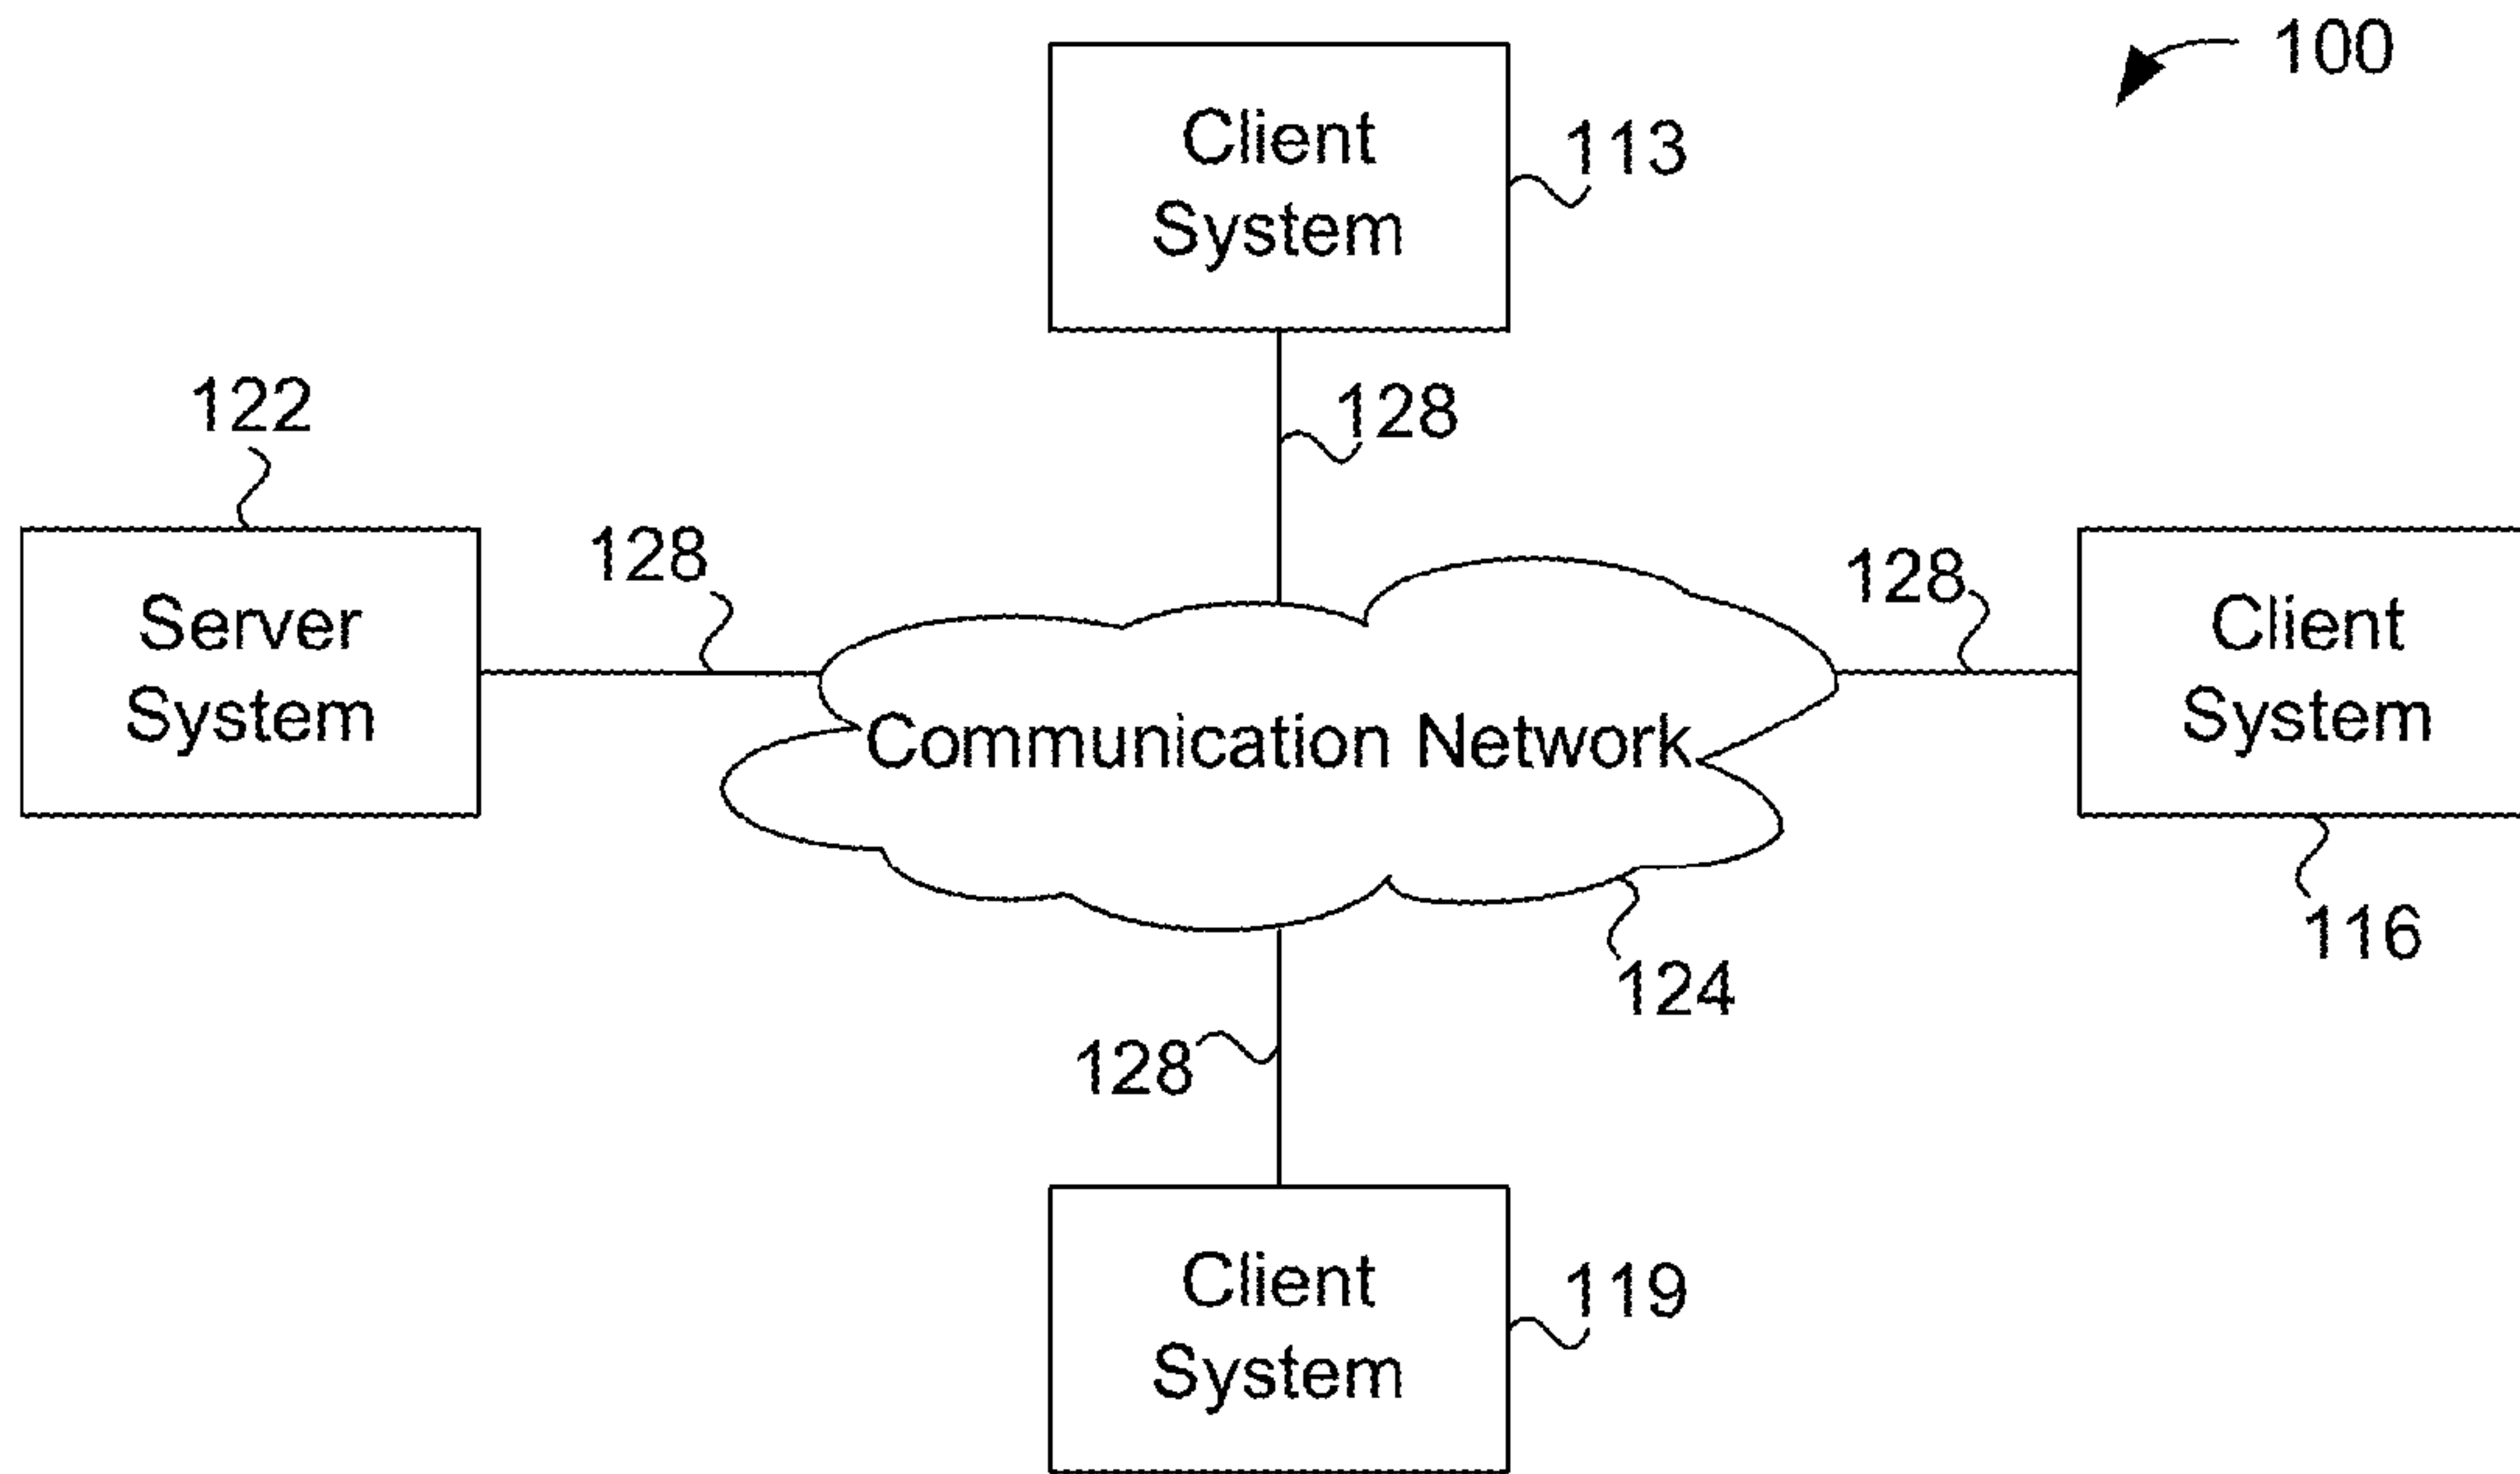 100
Client
System
113
128
122
Server
System
128
128
Client
System
Communication Network
116
124
128
Client
System
119